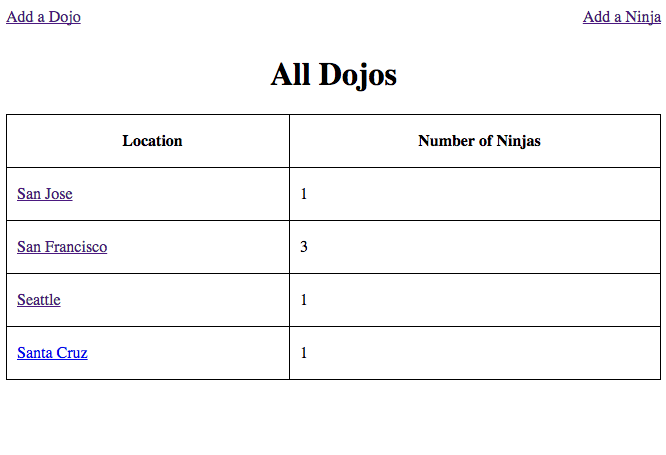 Add a Dojo Add a Ninja
All Dojos
Location Number of Ninjas
San Jose 1
San Francisco 3
Seattle 1
Santa Cruz 1